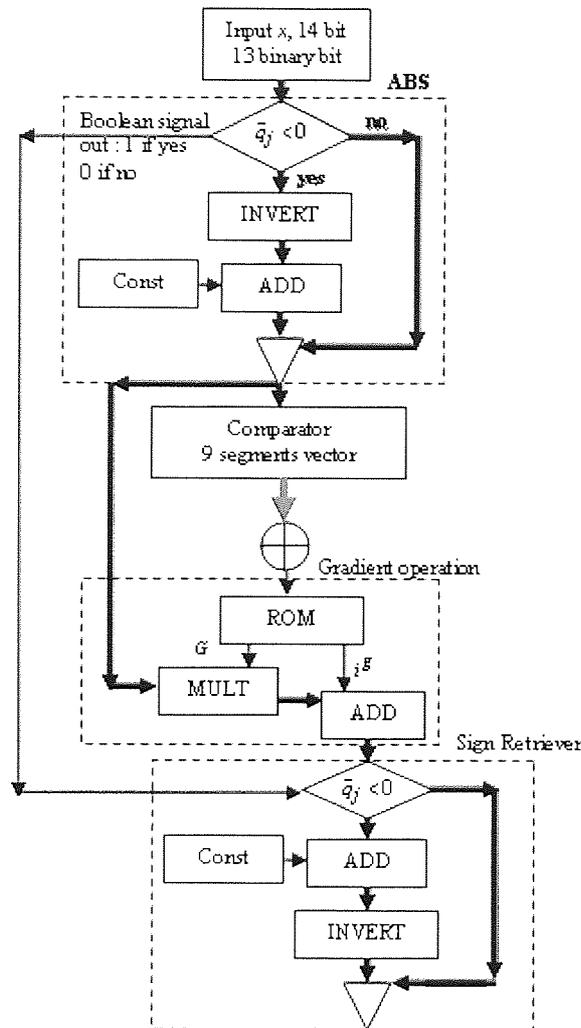 Input x, 14 bit
13 binary bit
ABS
Boolean signal
out : 1 if yes
0 if no
q̄j <0
no
yes
INVERT
Const
ADD
Comparator
9 segments vector
Gradient operation
ROM
G
i g
MULT
ADD
Sign Retriever
q̄j <0
Const
ADD
INVERT